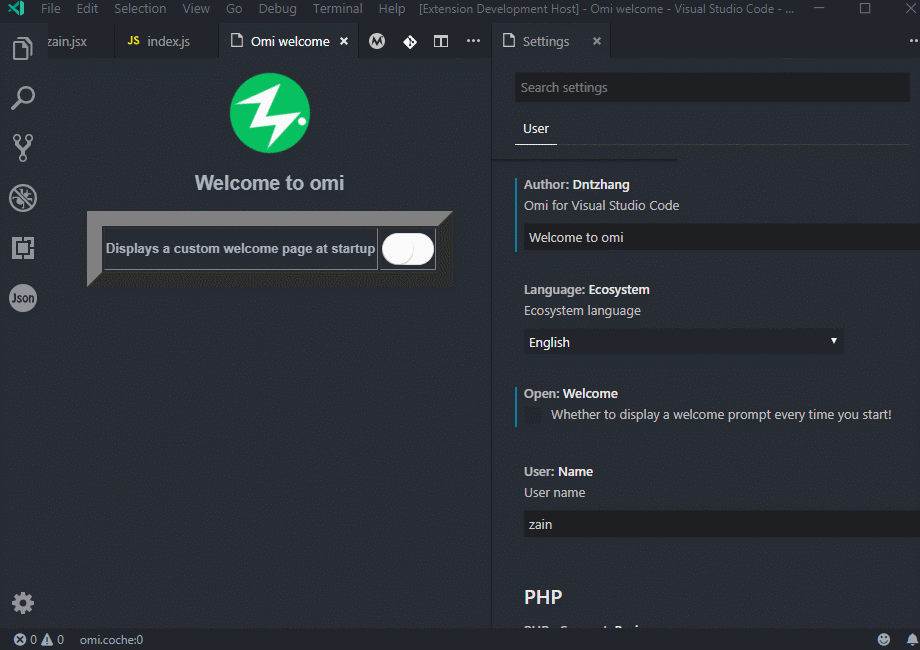 File Edit Selection View Go Debug Terminal Help [Extension Development Host] - Omi welcome - Visual Studio Code - ...
zain.jsx JS index.js Omi welcome × M ... Settings ×
Search settings
User
Welcome to omi
Displays a custom welcome page at startup
Json
Author: Dntzhang
Omi for Visual Studio Code
Welcome to omi
Language: Ecosystem
Ecosystem language
English
Open: Welcome
Whether to display a welcome prompt every time you start!
User: Name
User name
zain
PHP
0 0 omi.coche:0